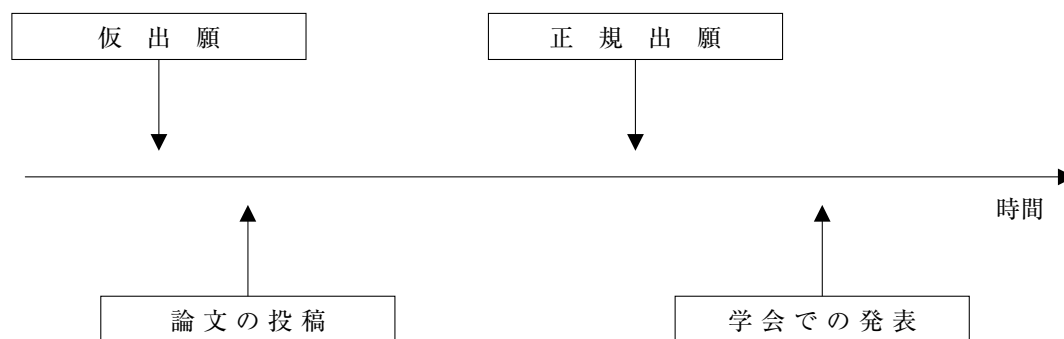 仮出願
正規出願
時間
論文の投稿
学会での発表